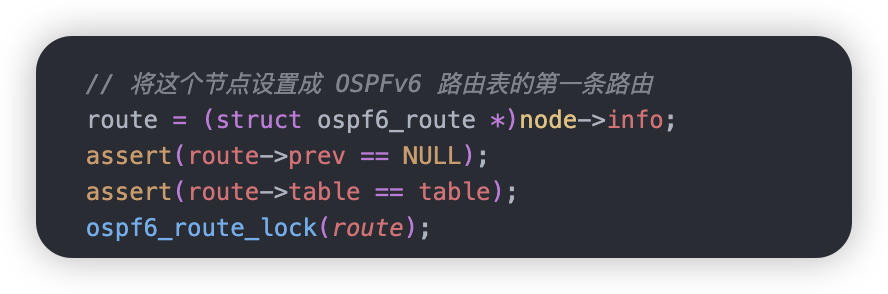 // 将这个节点设置成 OSPFv6 路由表的第一条路由
route = (struct ospf6_route *)node->info;
assert(route->prev == NULL);
assert(route->table == table);
ospf6_route_lock(route);